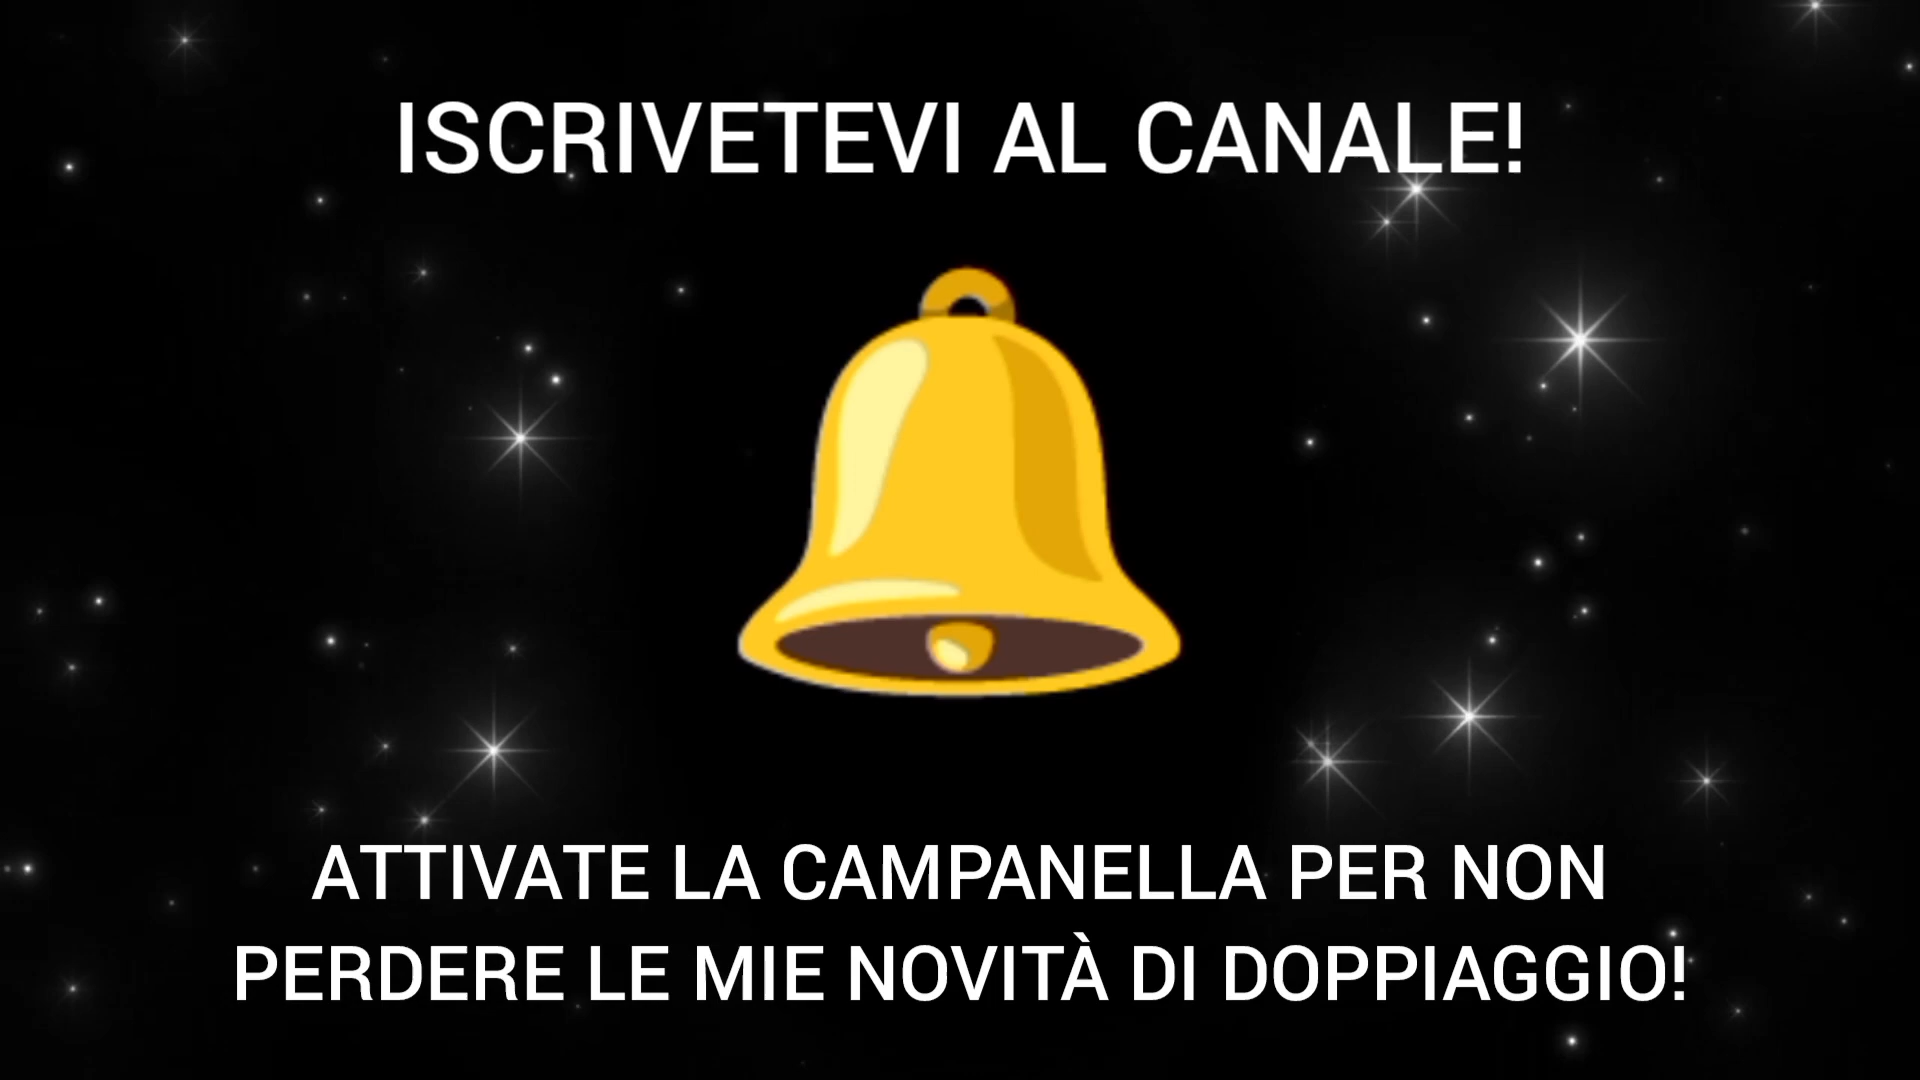 ISCRIVETEVI AL CANALE!
ATTIVATE LA CAMPANELLA PER NON
PERDERE LE MIE NOVITÀ DI DOPPIAGGIO!